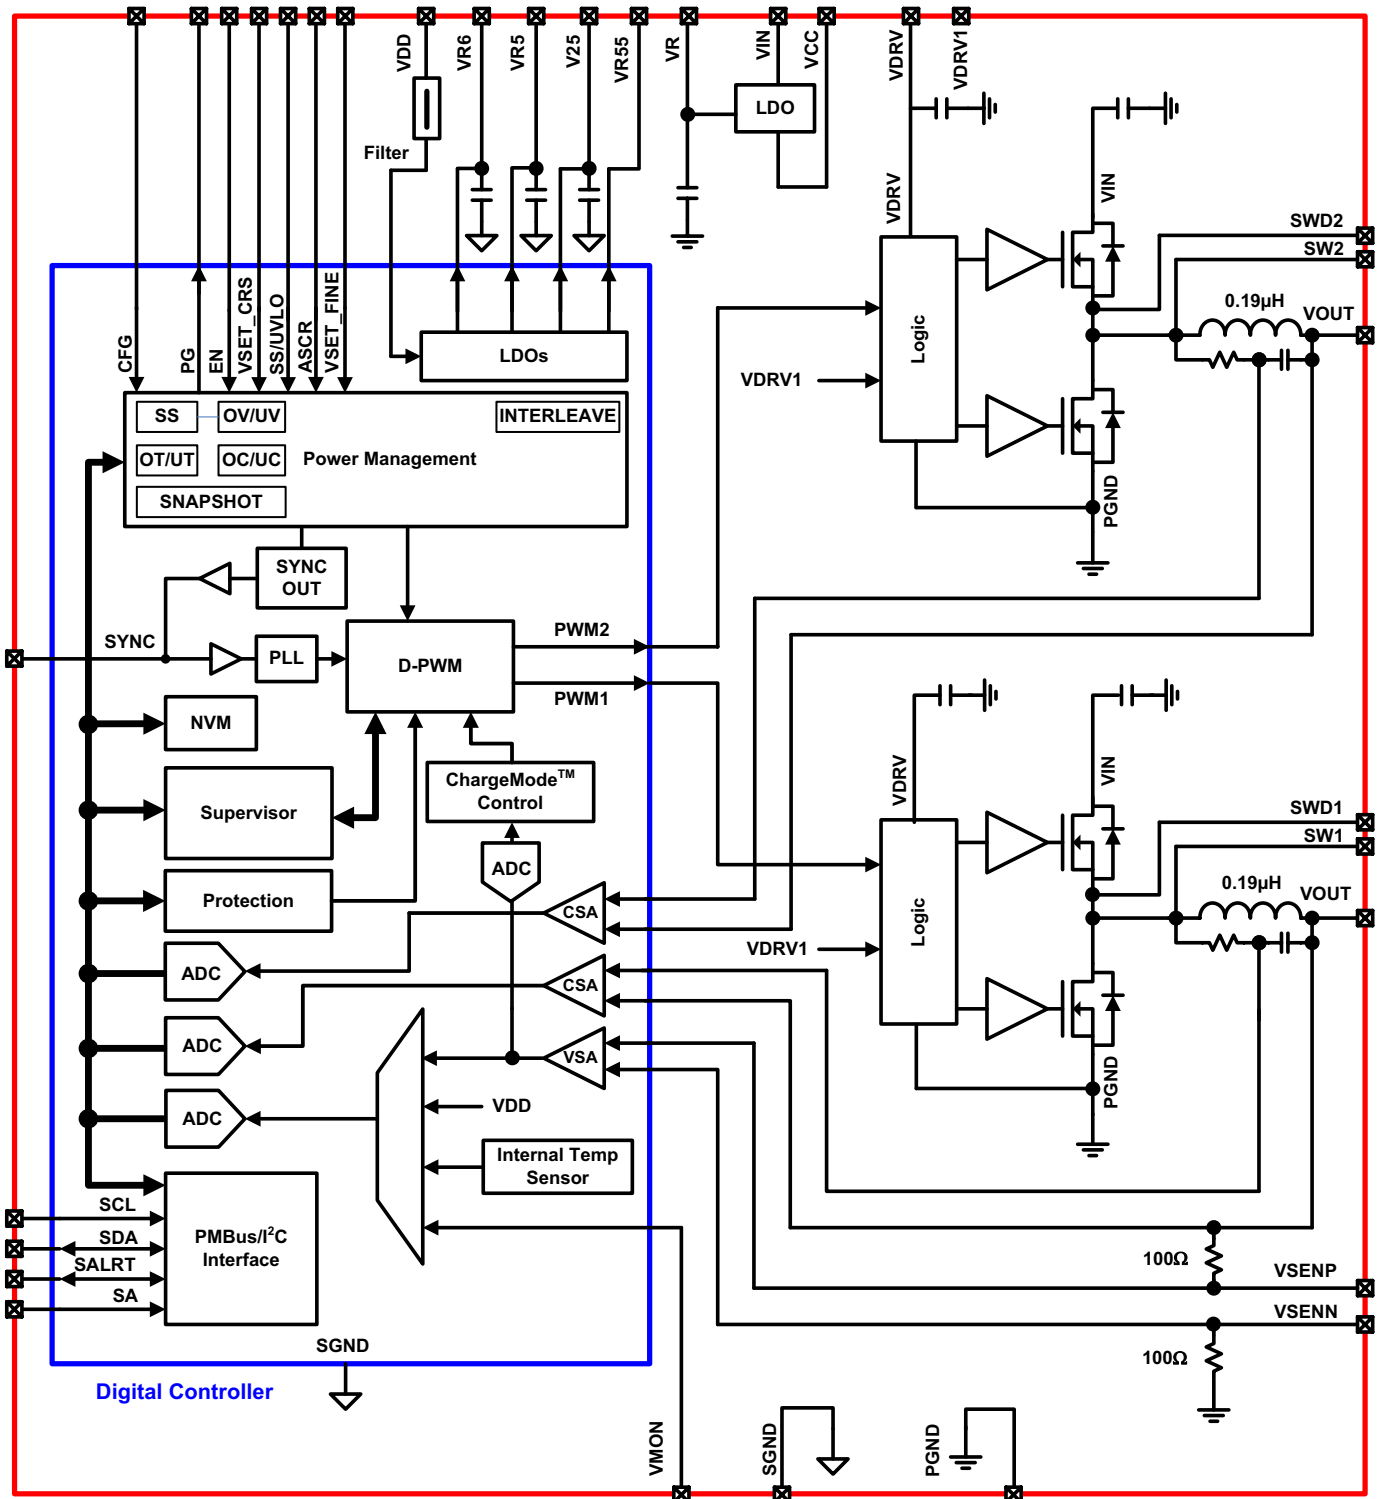 VDD
VR6
VR5
V25
VR55
VR
VIN
VCC
VDRV
VDRV1
LDO
Filter
VDRV
VIN
SWD2
SW2
0.19µH
VOUT
CFG
PG
EN
VSET_CRS
SS/UVLO
ASCR
VSET_FINE
LDOs
Logic
VDRV1
SS
OV/UV
INTERLEAVE
OT/UT
OC/UC
Power Management
SNAPSHOT
PGND
SYNC
OUT
SYNC
PLL
D-PWM
PWM2
PWM1
NVM
ChargeMode™
Control
Supervisor
ADC
VDRV
VIN
SWD1
SW1
0.19µH
VOUT
Protection
CSA
Logic
VDRV1
ADC
CSA
ADC
VSA
PGND
ADC
VDD
Internal Temp
Sensor
SCL
SDA
SALRT
SA
PMBus/I²C
Interface
100Ω
VSENP
VSENN
100Ω
SGND
Digital Controller
VMON
SGND
PGND